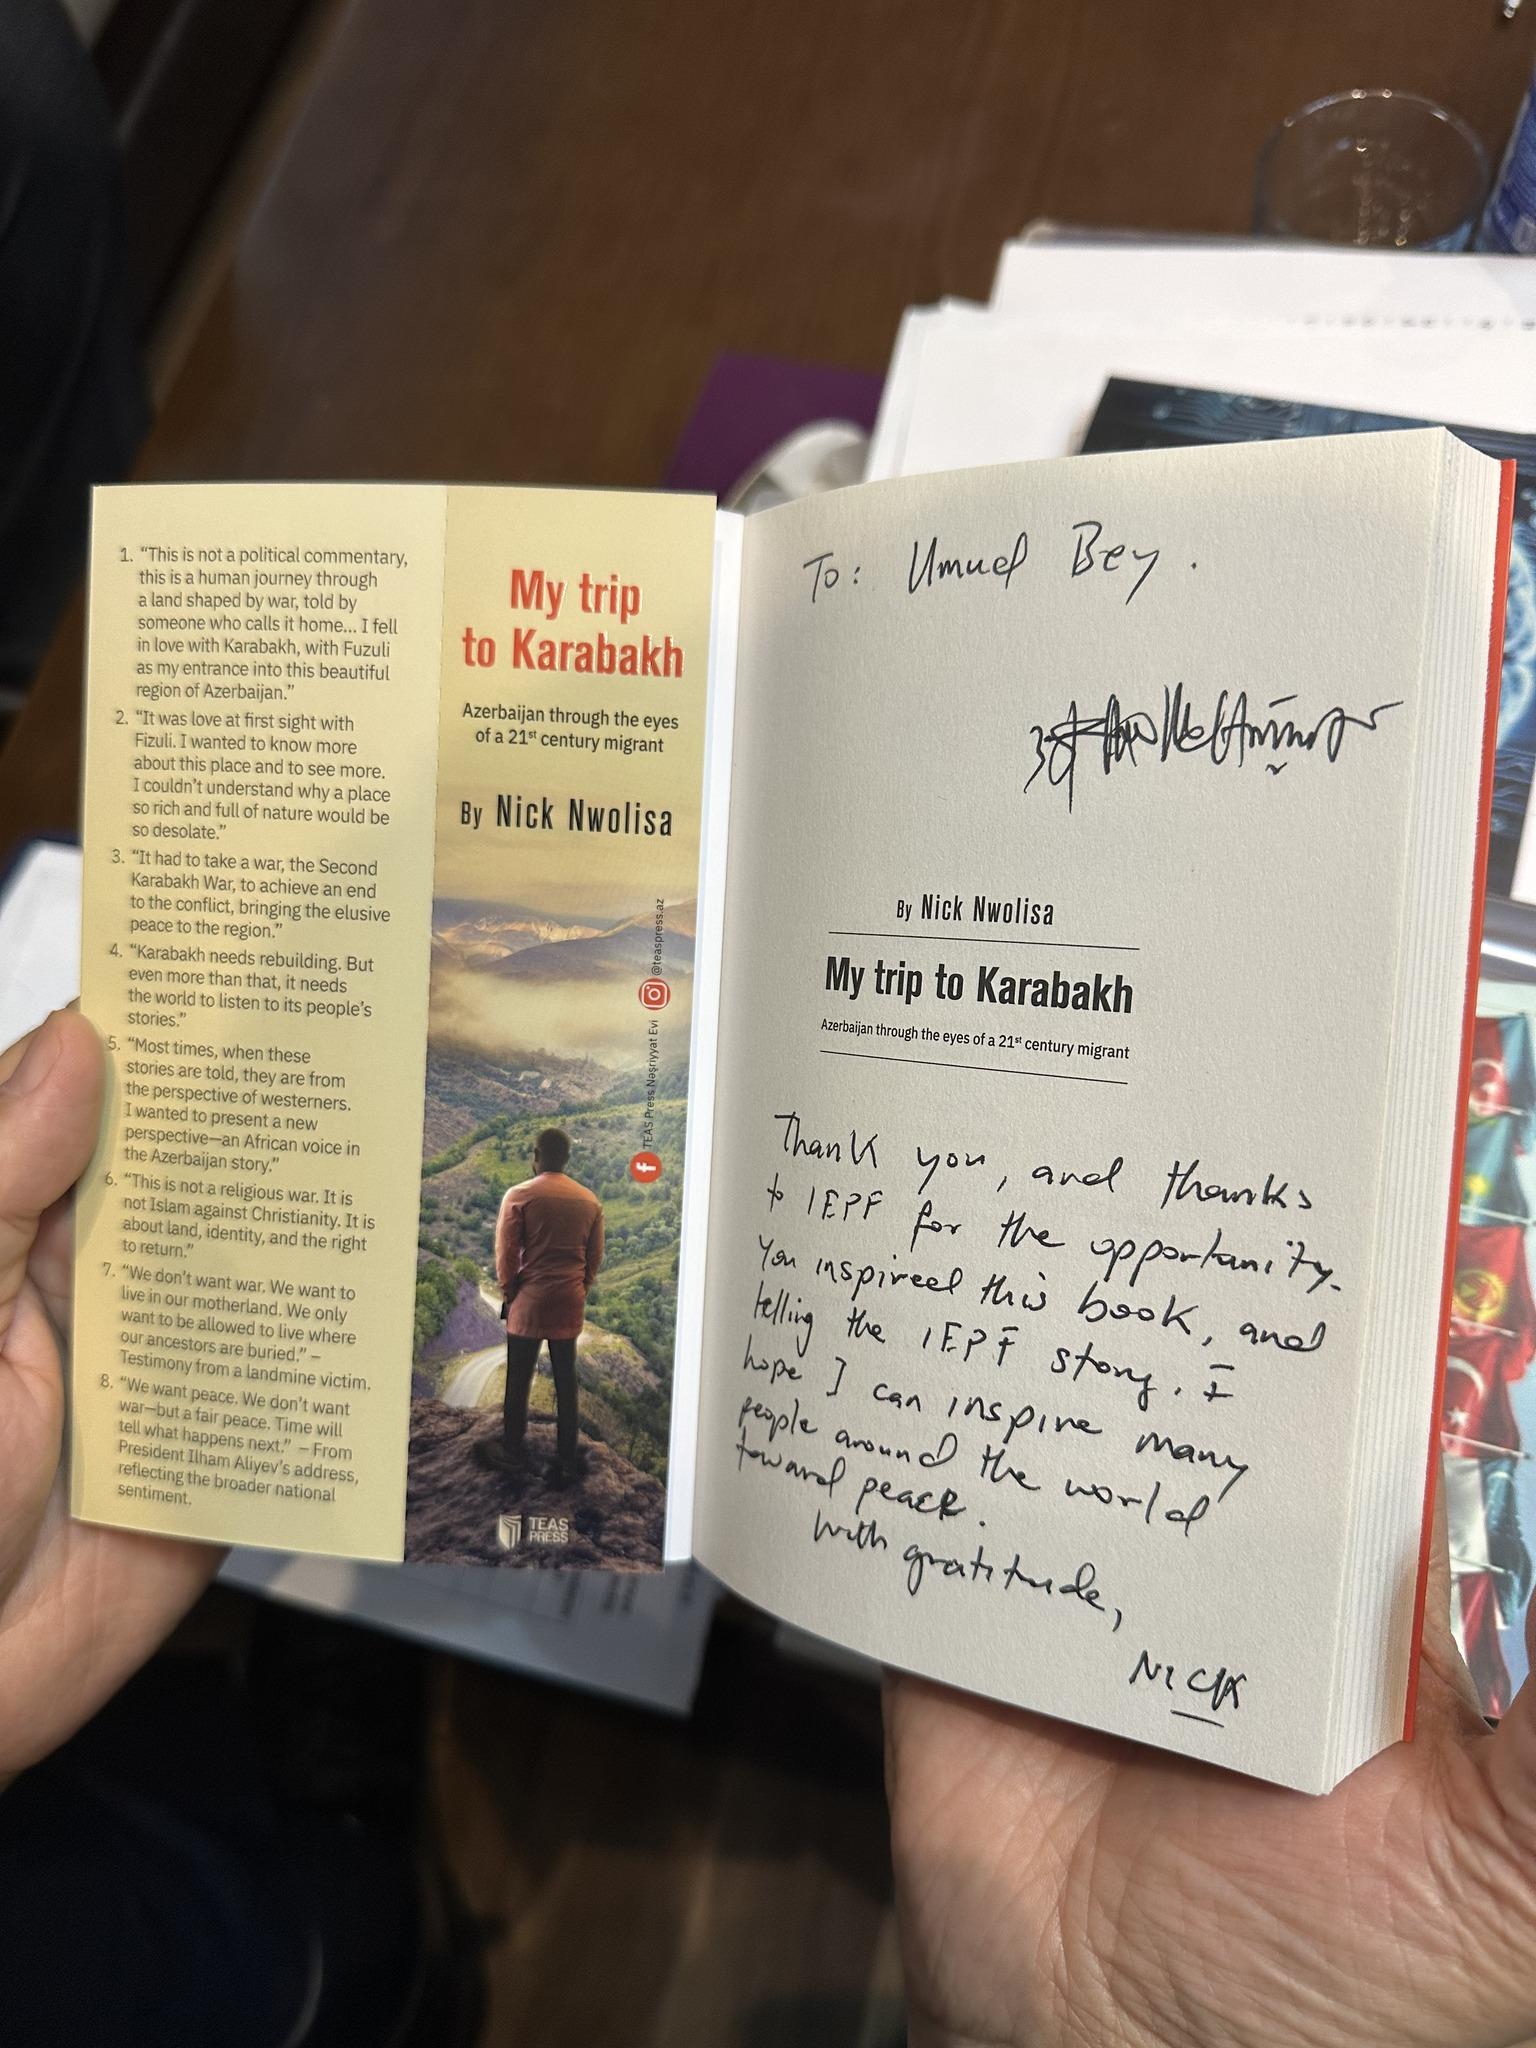 1. “This is not a political commentary,
this is a human journey through
a land shaped by war, told by
someone who calls it home... I fell
in love with Karabakh, with Fuzuli
as my entrance into this beautiful
region of Azerbaijan.”
2. “It was love at first sight with
Fizuli. I wanted to know more
about this place and to see more.
I couldn’t understand why a place
so rich and full of nature would be
so desolate.”
3. “It had to take a war, the Second
Karabakh War, to achieve an end
to the conflict, bringing the elusive
peace to the region.”
4. “Karabakh needs rebuilding. But
even more than that, it needs
the world to listen to its people’s
stories.”
5. “Most times, when these
stories are told, they are from
the perspective of westerners.
I wanted to present a new
perspective—an African voice in
the Azerbaijan story.”
6. “This is not a religious war. It is
not Islam against Christianity. It is
about land, identity, and the right
to return.”
7. “We don’t want war. We want to
live in our motherland. We only
want to be allowed to live where
our ancestors are buried.” –
Testimony from a landmine victim.
8. “We want peace. We don’t want
war—but a fair peace. Time will
tell what happens next.” – From
President Ilham Aliyev’s address,
reflecting the broader national
sentiment.
My trip
to Karabakh
Azerbaijan through the eyes
of a 21st century migrant
By Nick Nwolisa
@teaspress.az
TEAS Press Nəşriyyat Evi
TEAS
PRESS
To: Umud Bey.
By Nick Nwolisa
My trip to Karabakh
Azerbaijan through the eyes of a 21st century migrant
Thank you, and thanks
to IEPF for the opportunity.
You inspired this book, and
telling the IEPF story. I
hope I can inspire many
people around the world
toward peace.
With gratitude,
NICK